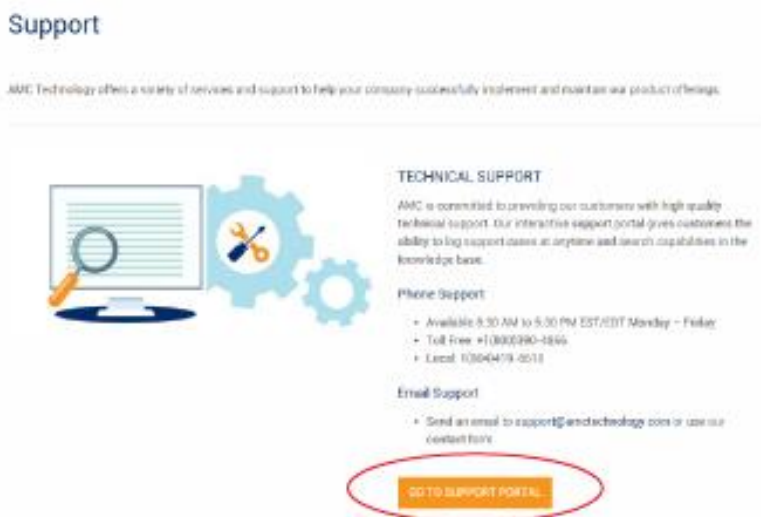 Support
AMC Technology offers a variety of services and support to help your company successfully implement and maintain our product offerings.
TECHNICAL SUPPORT
AMC is committed to providing our customers with high quality
technical support. Our interactive support portal gives customers the
ability to log support cases at anytime and search capabilities in the
knowledge base.
Phone Support
• Available 8:30 AM to 5:30 PM EST/EDT Monday – Friday
• Toll Free:
• Local:
Email Support
• Send an email to support@amctechnology.com or use our
contact form
GO TO SUPPORT PORTAL